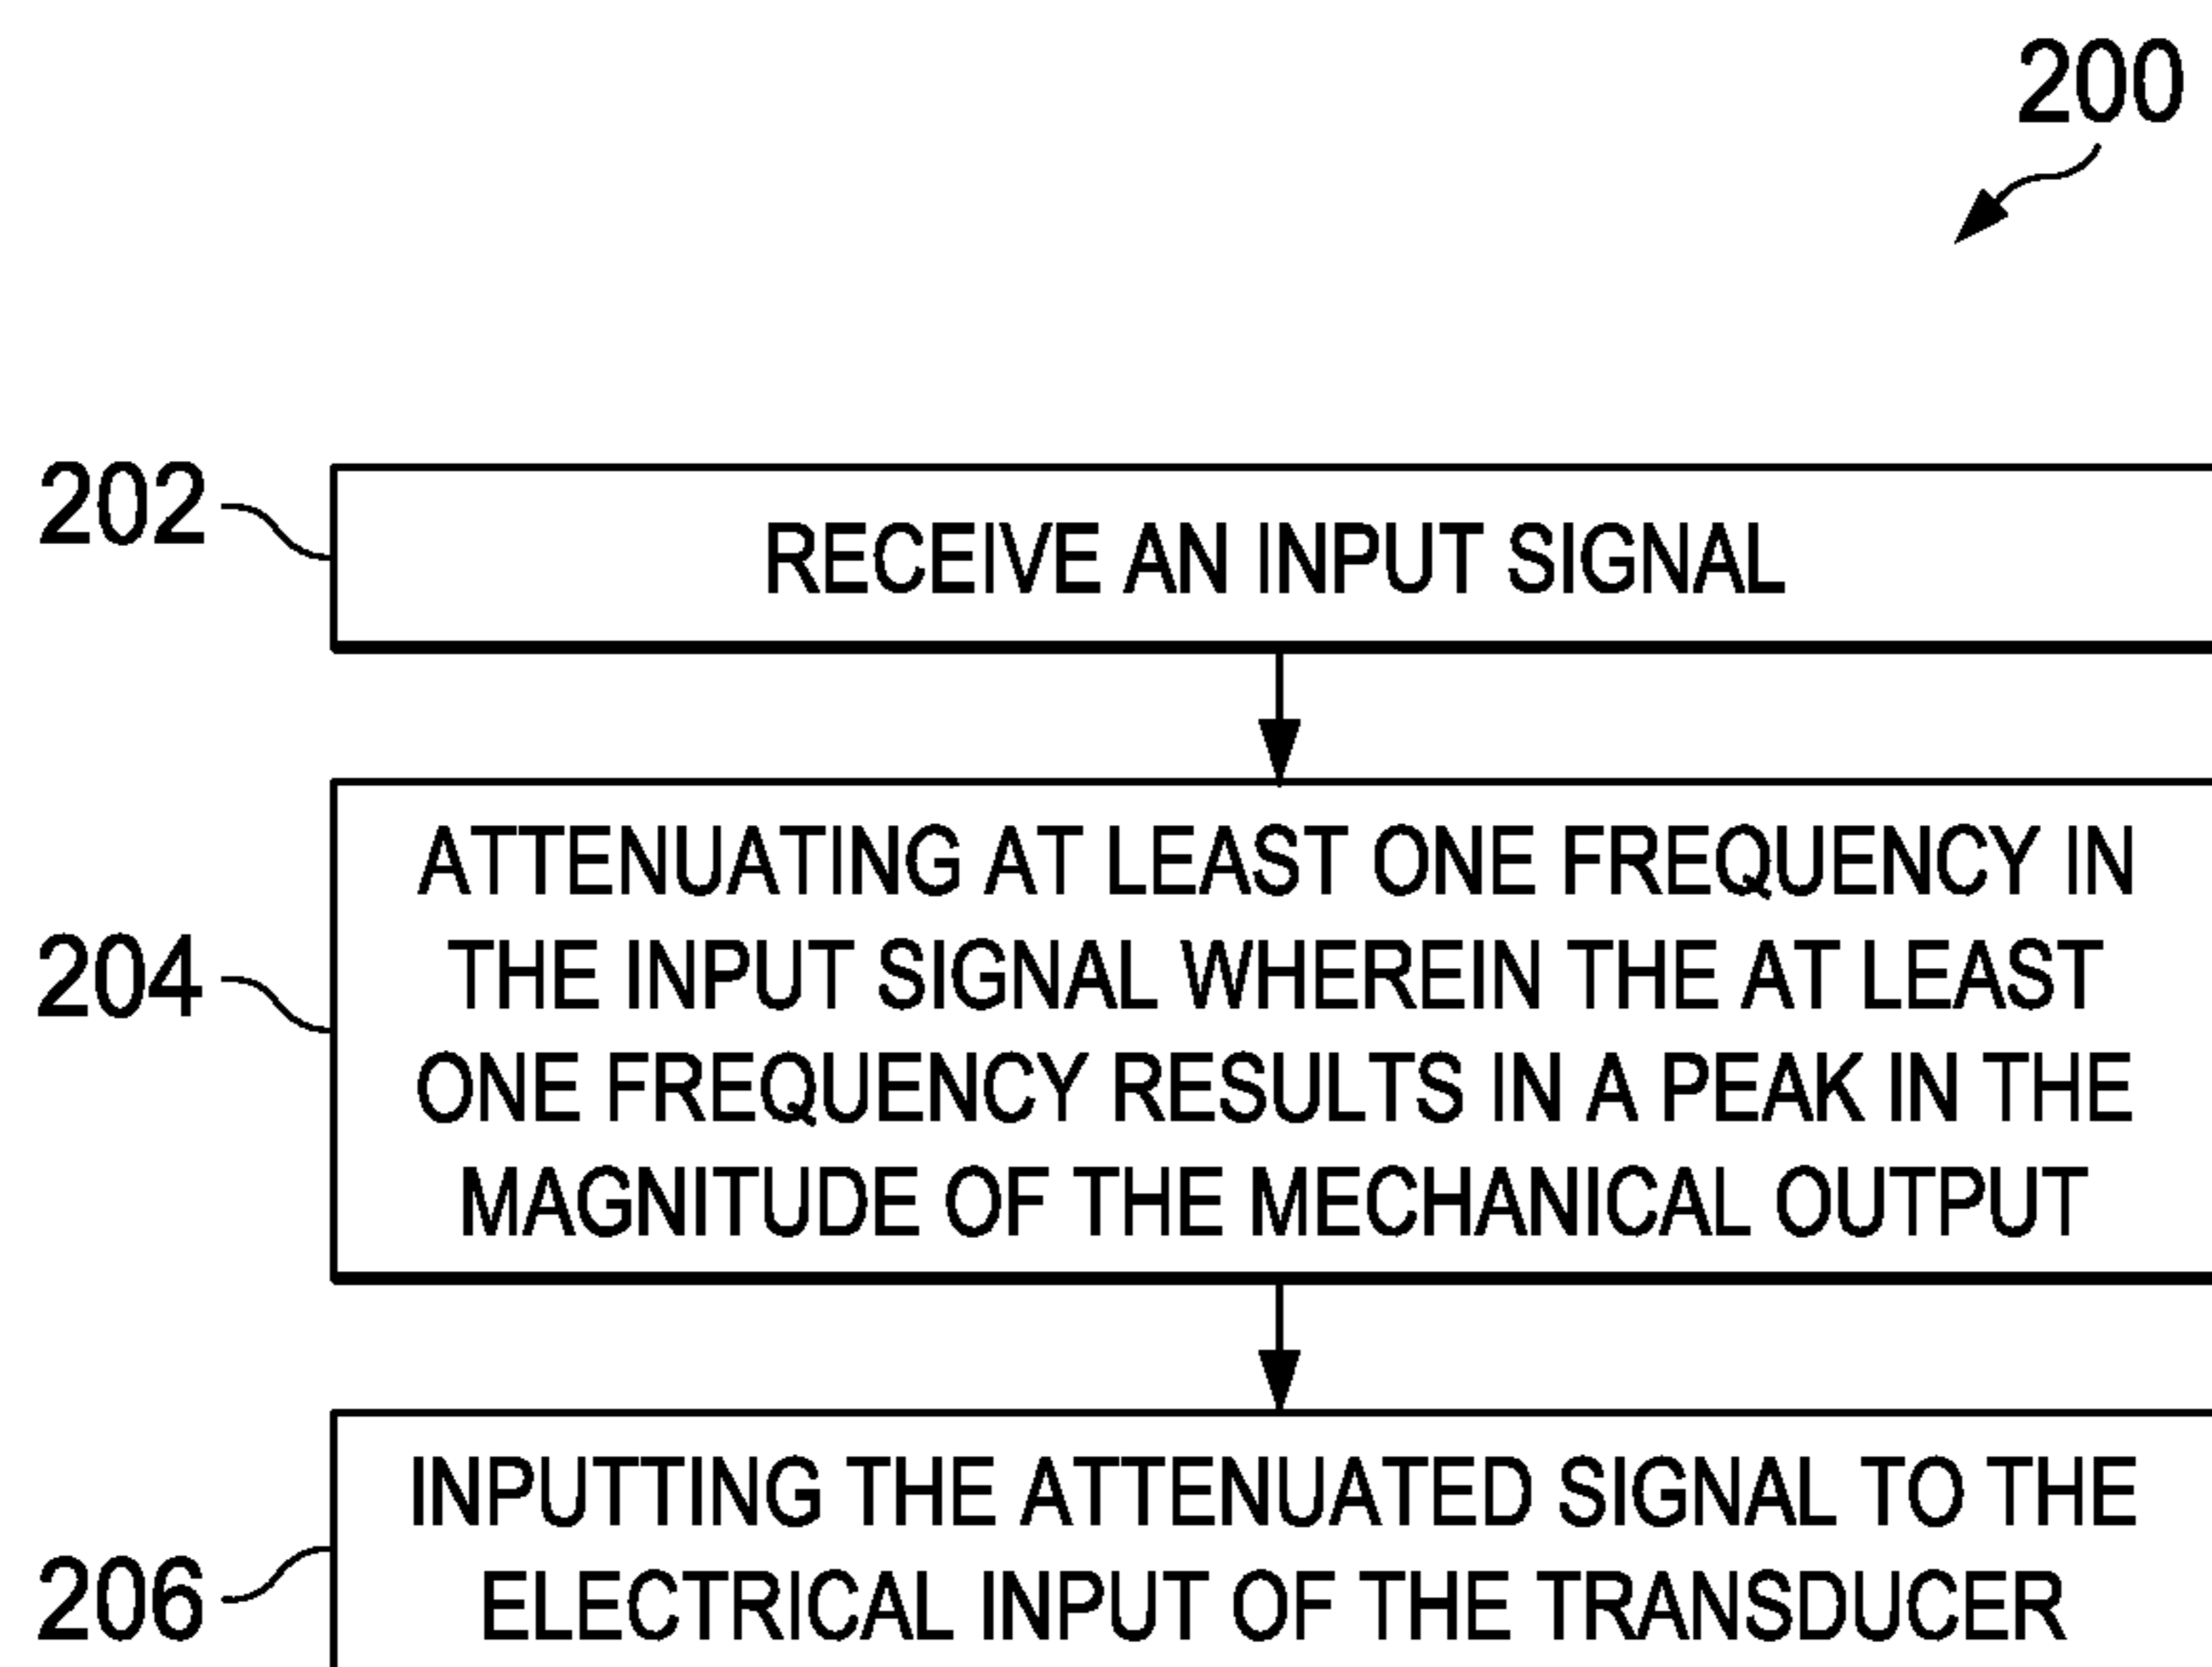 200
202
RECEIVE AN INPUT SIGNAL
ATTENUATING AT LEAST ONE FREQUENCY IN
THE INPUT SIGNAL WHEREIN THE AT LEAST
204
ONE FREQUENCY RESULTS IN A PEAK IN THE
MAGNITUDE OF THE MECHANICAL OUTPUT
INPUTTING THE ATTENUATED SIGNAL TO THE
206
ELECTRICAL INPUT OF THE TRANSDUCER